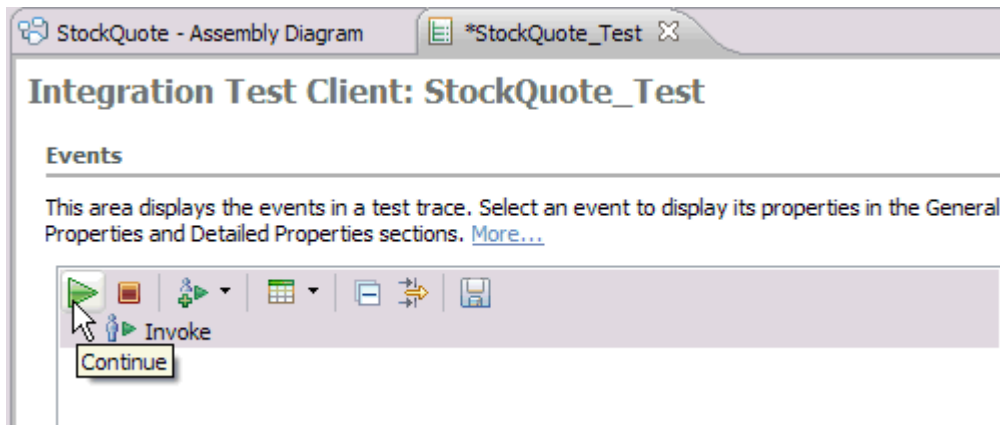 StockQuote - Assembly Diagram
*StockQuote_Test
Integration Test Client: StockQuote_Test
Events
This area displays the events in a test trace. Select an event to display its properties in the General
Properties and Detailed Properties sections. More...
Invoke
Continue